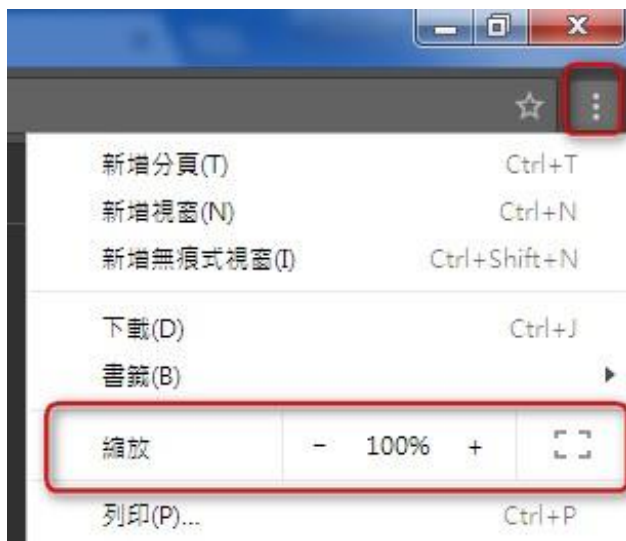 新增分頁(T) Ctrl+T
新增視窗(N) Ctrl+N
新增無痕式視窗(I) Ctrl+Shift+N
下載(D) Ctrl+J
書籤(B)
縮放 - 100% +
列印(P)... Ctrl+P